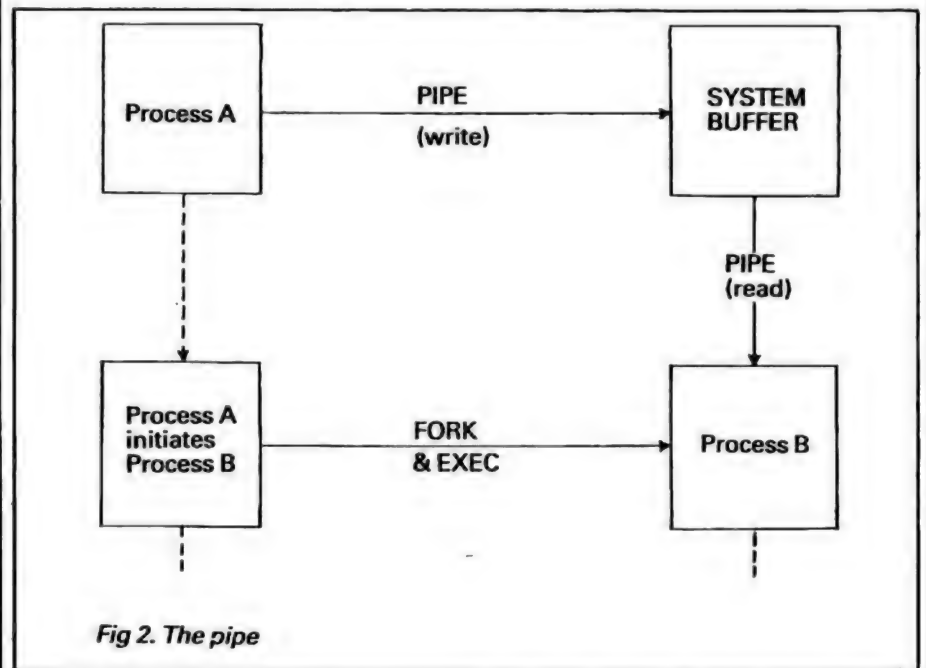 Process A
PIPE
(write)
SYSTEM
BUFFER
PIPE
(read)
Process A
initiates
Process B
FORK
& EXEC
Process B
Fig 2. The pipe